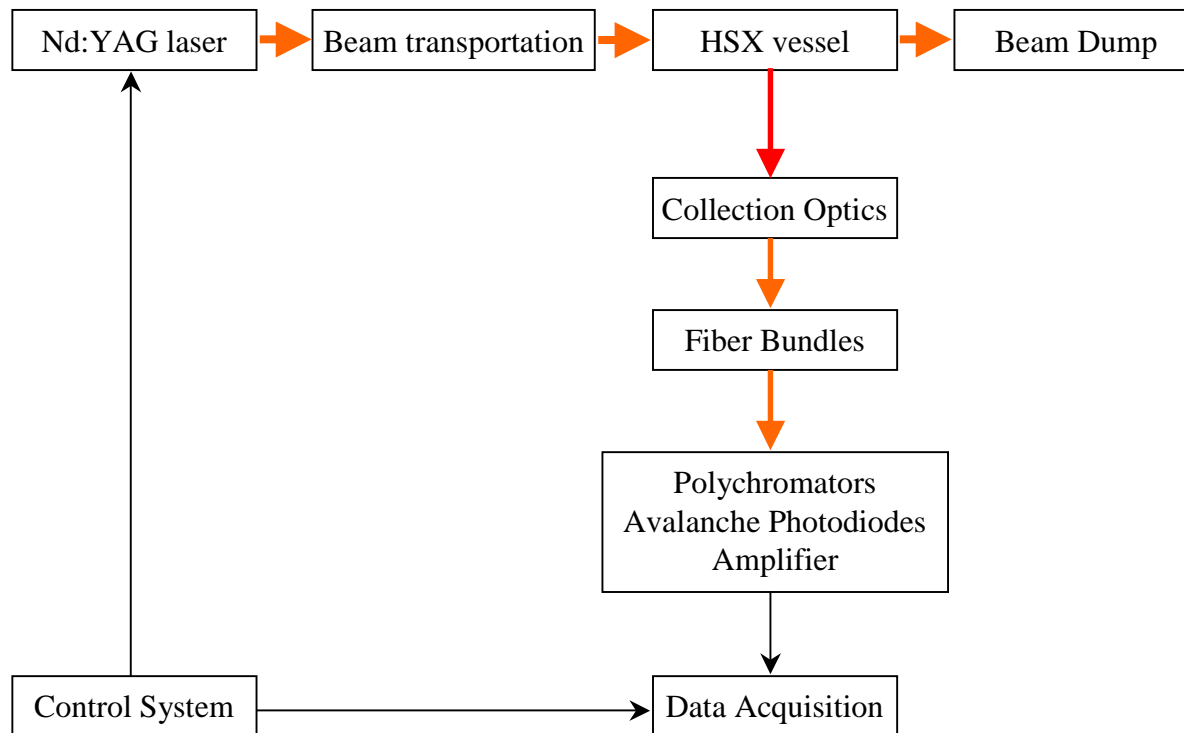 Nd:YAG laser
Beam transportation
HSX vessel
Beam Dump
Collection Optics
Fiber Bundles
Polychromators
Avalanche Photodiodes
Amplifier
Control System
Data Acquisition